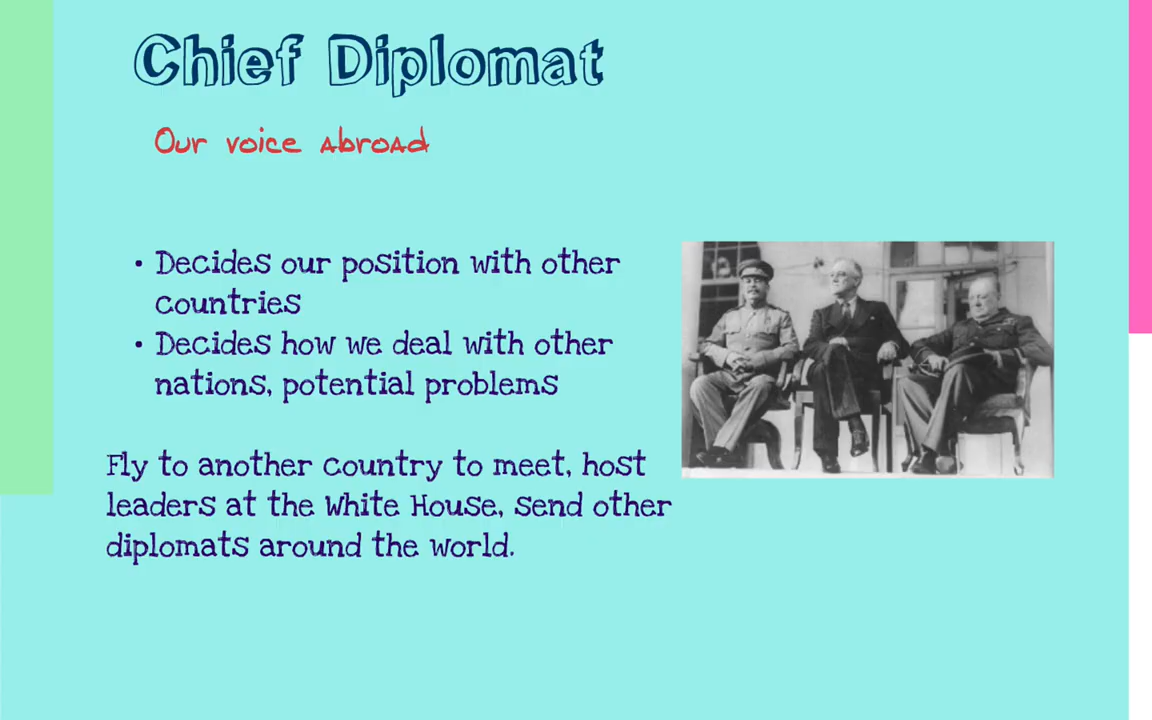 Chief Diplomat
Our voice abroad
• Decides our position with other
countries
• Decides how we deal with other
nations, potential problems
Fly to another country to meet, host
leaders at the White House, send other
diplomats around the world.